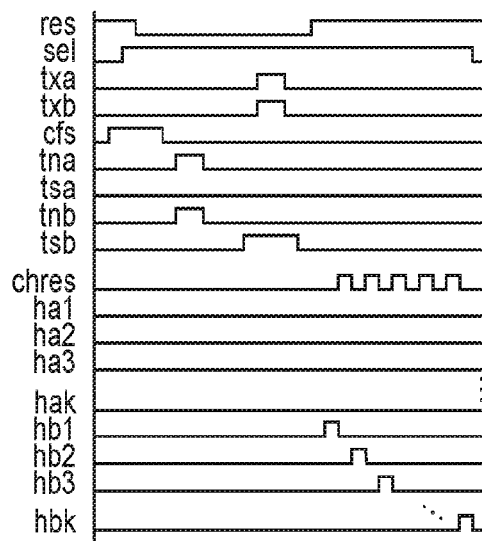 res
sel
txa
txb
cfs
tna
tsa
tnb
tsb
chres
ha1
ha2
ha3
hak
hb1
hb2
hb3
hbk